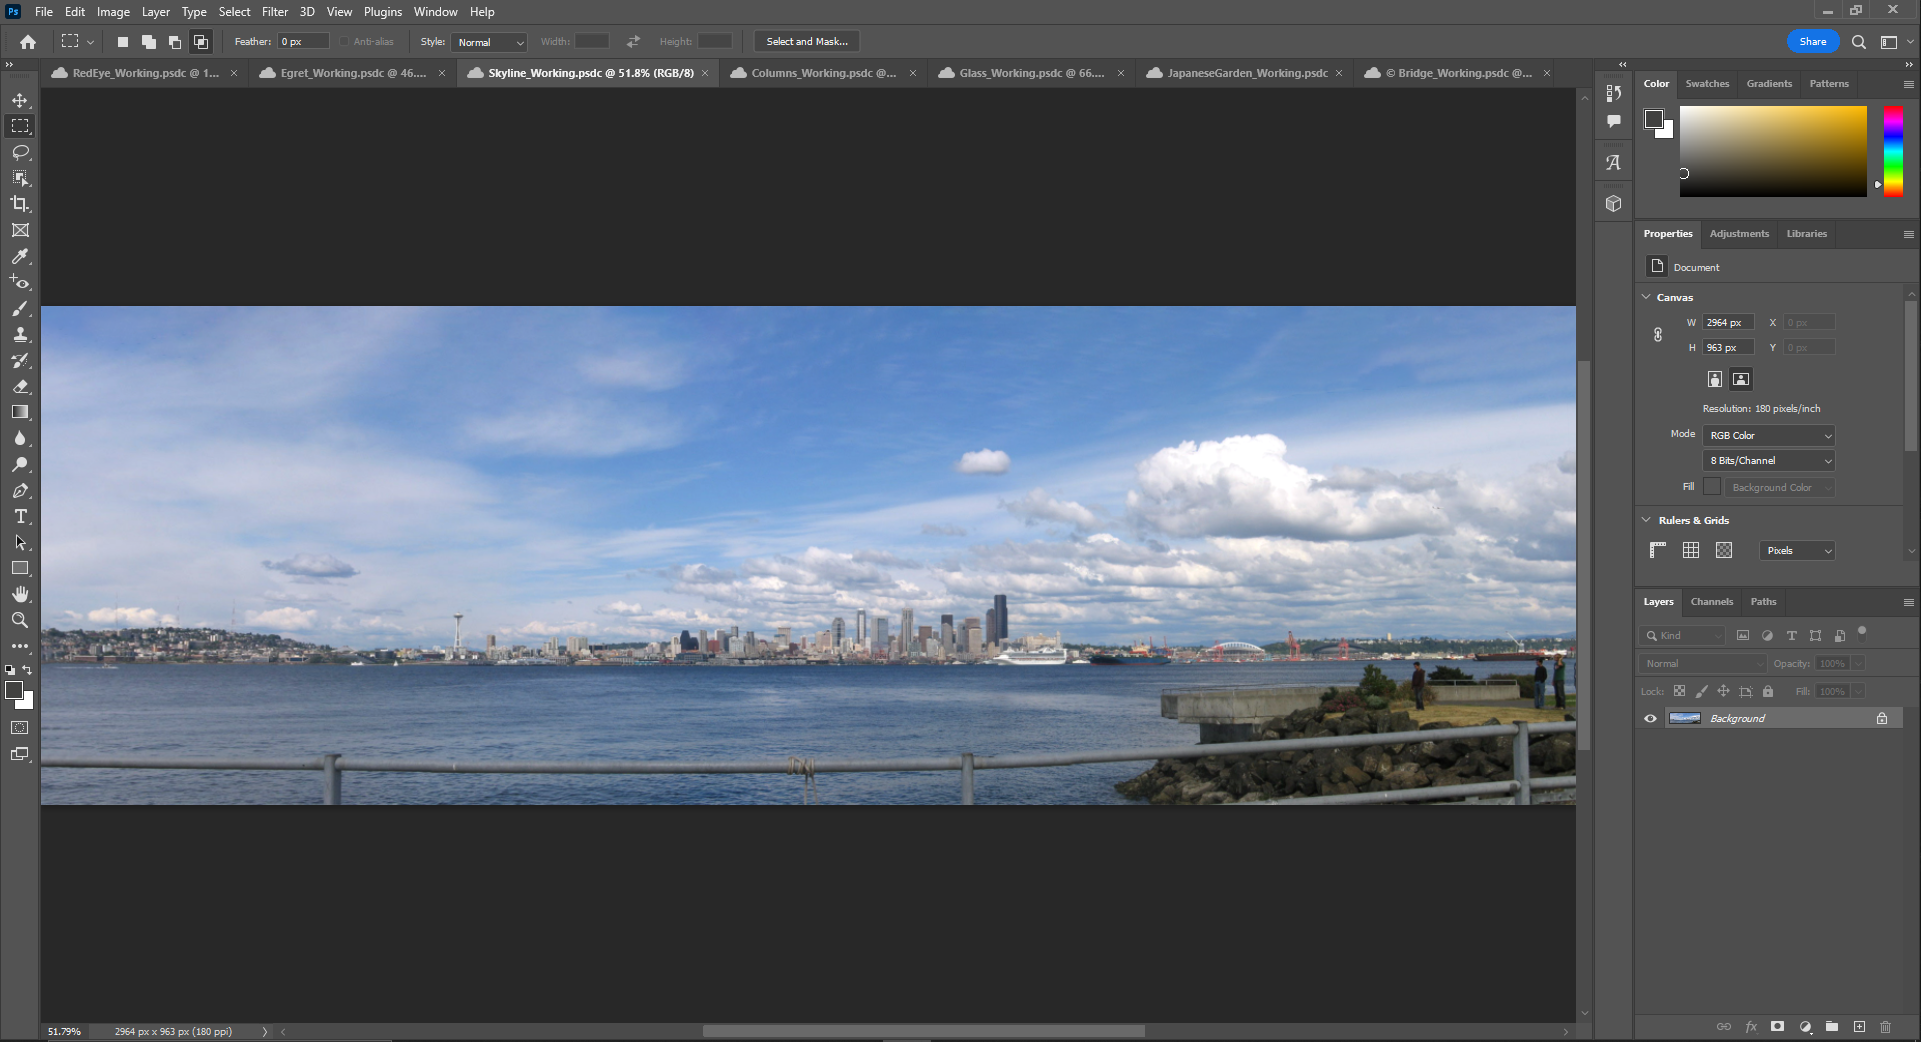 Ps File Edit Image Layer Type Select Filter 3D View Plugins Window Help
Feather: 0 px Anti-alias Style: Normal Width: Height: Select and Mask... Share
RedEye_Working.psdc @ 1... Egret_Working.psdc @ 46.... Skyline_Working.psdc @ 51.8% (RGB/8) Columns_Working.psdc @... Glass_Working.psdc @ 66.... JapaneseGarden_Working.psdc © Bridge_Working.psdc @...
Color Swatches Gradients Patterns
Properties Adjustments Libraries
Document
Canvas
W 2964 px X 0 px
H 963 px Y 0 px
Resolution: 180 pixels/inch
Mode RGB Color
8 Bits/Channel
Fill Background Color
Rulers & Grids
Pixels
Layers Channels Paths
Kind
Normal Opacity: 100%
Lock: Fill: 100%
Background
51.79% 2964 px x 963 px (180 ppi)
fx